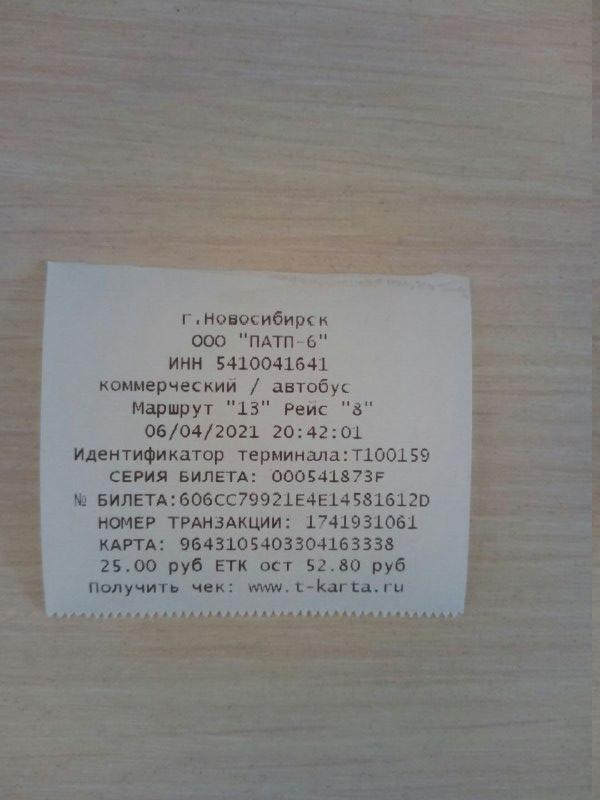 г.Новосибирск
ООО "ПАТП-6"
ИНН 5410041641
коммерческий / автобус
Маршрут "13" Рейс "8"
06/04/2021 20:42:01
Идентификатор терминала:Т100159
СЕРИЯ БИЛЕТА: 000541873F
№ БИЛЕТА:606CC79921E4E14581612D
НОМЕР ТРАНЗАКЦИИ: 1741931061
КАРТА: 9643105403304163338
25.00 руб ЕТК ост 52.80 руб
Получить чек: www.t-karta.ru